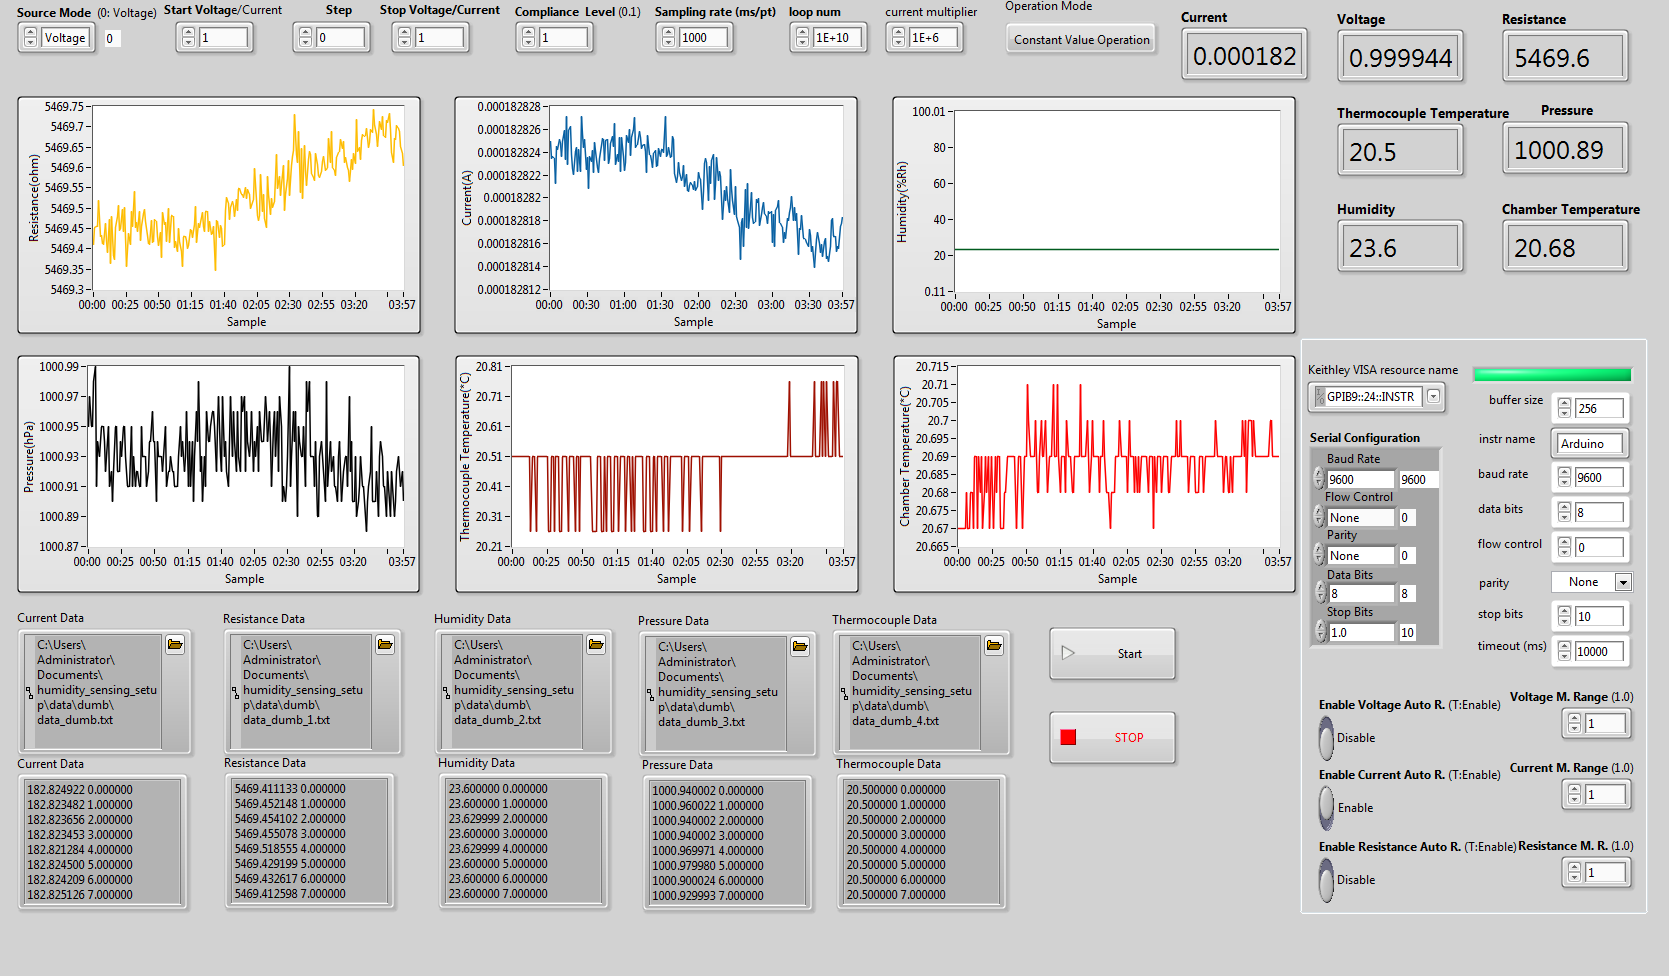 Source Mode (0: Voltage)
Voltage
0
Start Voltage/Current
1
Step
0
Stop Voltage/Current
1
Compliance Level (0.1)
1
Sampling rate (ms/pt)
1000
loop num
1E+10
current multiplier
1E+6
Operation Mode
Constant Value Operation
Current
0.000182
Voltage
0.999944
Resistance
5469.6
Thermocouple Temperature
20.5
Pressure
1000.89
Humidity
23.6
Chamber Temperature
20.68
Resistance(ohm)
5469.75
5469.7
5469.65
5469.6
5469.55
5469.5
5469.45
5469.4
5469.35
5469.3
00:00 00:25 00:50 01:15 01:40 02:05 02:30 02:55 03:20 03:57
Sample
Current(A)
0.000182828
0.000182826
0.000182824
0.000182822
0.00018282
0.000182818
0.000182816
0.000182814
0.000182812
00:00 00:30 01:00 01:30 02:00 02:30 03:00 03:30 03:57
Sample
Humidity(%Rh)
100.01
80
60
40
20
0.11
00:00 00:25 00:50 01:15 01:40 02:05 02:30 02:55 03:20 03:57
Sample
Pressure(hPa)
1000.99
1000.97
1000.95
1000.93
1000.91
1000.89
1000.87
00:00 00:25 00:50 01:15 01:40 02:05 02:30 02:55 03:20 03:57
Sample
Thermocouple Temperature(*C)
20.81
20.71
20.61
20.51
20.41
20.31
20.21
00:00 00:25 00:50 01:15 01:40 02:05 02:30 02:55 03:20 03:57
Sample
Chamber Temperature(*C)
20.715
20.71
20.705
20.7
20.695
20.69
20.685
20.68
20.675
20.67
20.665
00:00 00:25 00:50 01:15 01:40 02:05 02:30 02:55 03:20 03:57
Sample
Keithley VISA resource name
GPIB9::24::INSTR
Serial Configuration
Baud Rate
9600 9600
Flow Control
None 0
Parity
None 0
Data Bits
8 8
Stop Bits
1.0 10
buffer size
256
instr name
Arduino
baud rate
9600
data bits
8
flow control
0
parity
None
stop bits
10
timeout (ms)
10000
Enable Voltage Auto R. (T:Enable)
Disable
Voltage M. Range (1.0)
1
Enable Current Auto R. (T:Enable)
Enable
Current M. Range (1.0)
1
Enable Resistance Auto R. (T:Enable)
Disable
Resistance M. R. (1.0)
1
Current Data
C:\Users\
Administrator\
Documents\
humidity_sensing_setu
p\data\dumb\
data_dumb.txt
Resistance Data
C:\Users\
Administrator\
Documents\
humidity_sensing_setu
p\data\dumb\
data_dumb_1.txt
Humidity Data
C:\Users\
Administrator\
Documents\
humidity_sensing_setu
p\data\dumb\
data_dumb_2.txt
Pressure Data
C:\Users\
Administrator\
Documents\
humidity_sensing_setu
p\data\dumb\
data_dumb_3.txt
Thermocouple Data
C:\Users\
Administrator\
Documents\
humidity_sensing_setu
p\data\dumb\
data_dumb_4.txt
Start
STOP
Current Data
182.824922 0.000000
182.823482 1.000000
182.823656 2.000000
182.823453 3.000000
182.821284 4.000000
182.824500 5.000000
182.824209 6.000000
182.825126 7.000000
Resistance Data
5469.411133 0.000000
5469.452148 1.000000
5469.454102 2.000000
5469.455078 3.000000
5469.518555 4.000000
5469.429199 5.000000
5469.432617 6.000000
5469.412598 7.000000
Humidity Data
23.600000 0.000000
23.600000 1.000000
23.629999 2.000000
23.600000 3.000000
23.629999 4.000000
23.600000 5.000000
23.600000 6.000000
23.600000 7.000000
Pressure Data
1000.940002 0.000000
1000.960022 1.000000
1000.940002 2.000000
1000.940002 3.000000
1000.969971 4.000000
1000.979980 5.000000
1000.900024 6.000000
1000.929993 7.000000
Thermocouple Data
20.500000 0.000000
20.500000 1.000000
20.500000 2.000000
20.500000 3.000000
20.500000 4.000000
20.500000 5.000000
20.500000 6.000000
20.500000 7.000000